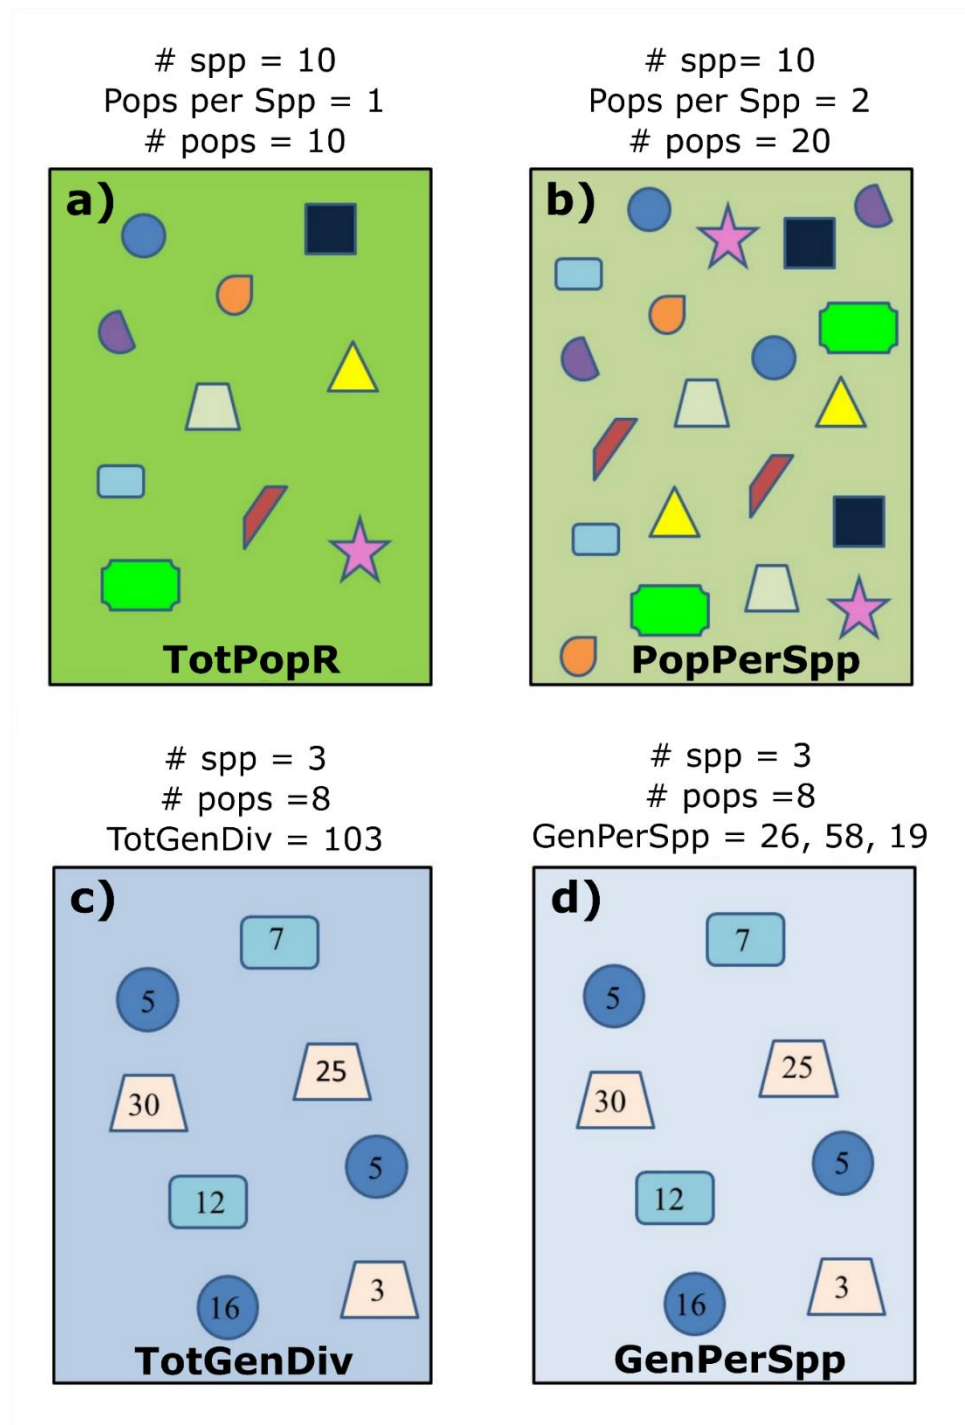 # spp = 10
Pops per Spp = 1
# pops = 10
a)
TotPopR
# spp= 10
Pops per Spp = 2
# pops = 20
b)
PopPerSpp
# spp = 3
# pops =8
TotGenDiv = 103
c)
7
5
25
30
5
12
3
16
TotGenDiv
# spp = 3
# pops =8
GenPerSpp = 26, 58, 19
d)
7
5
25
30
5
12
3
16
GenPerSpp